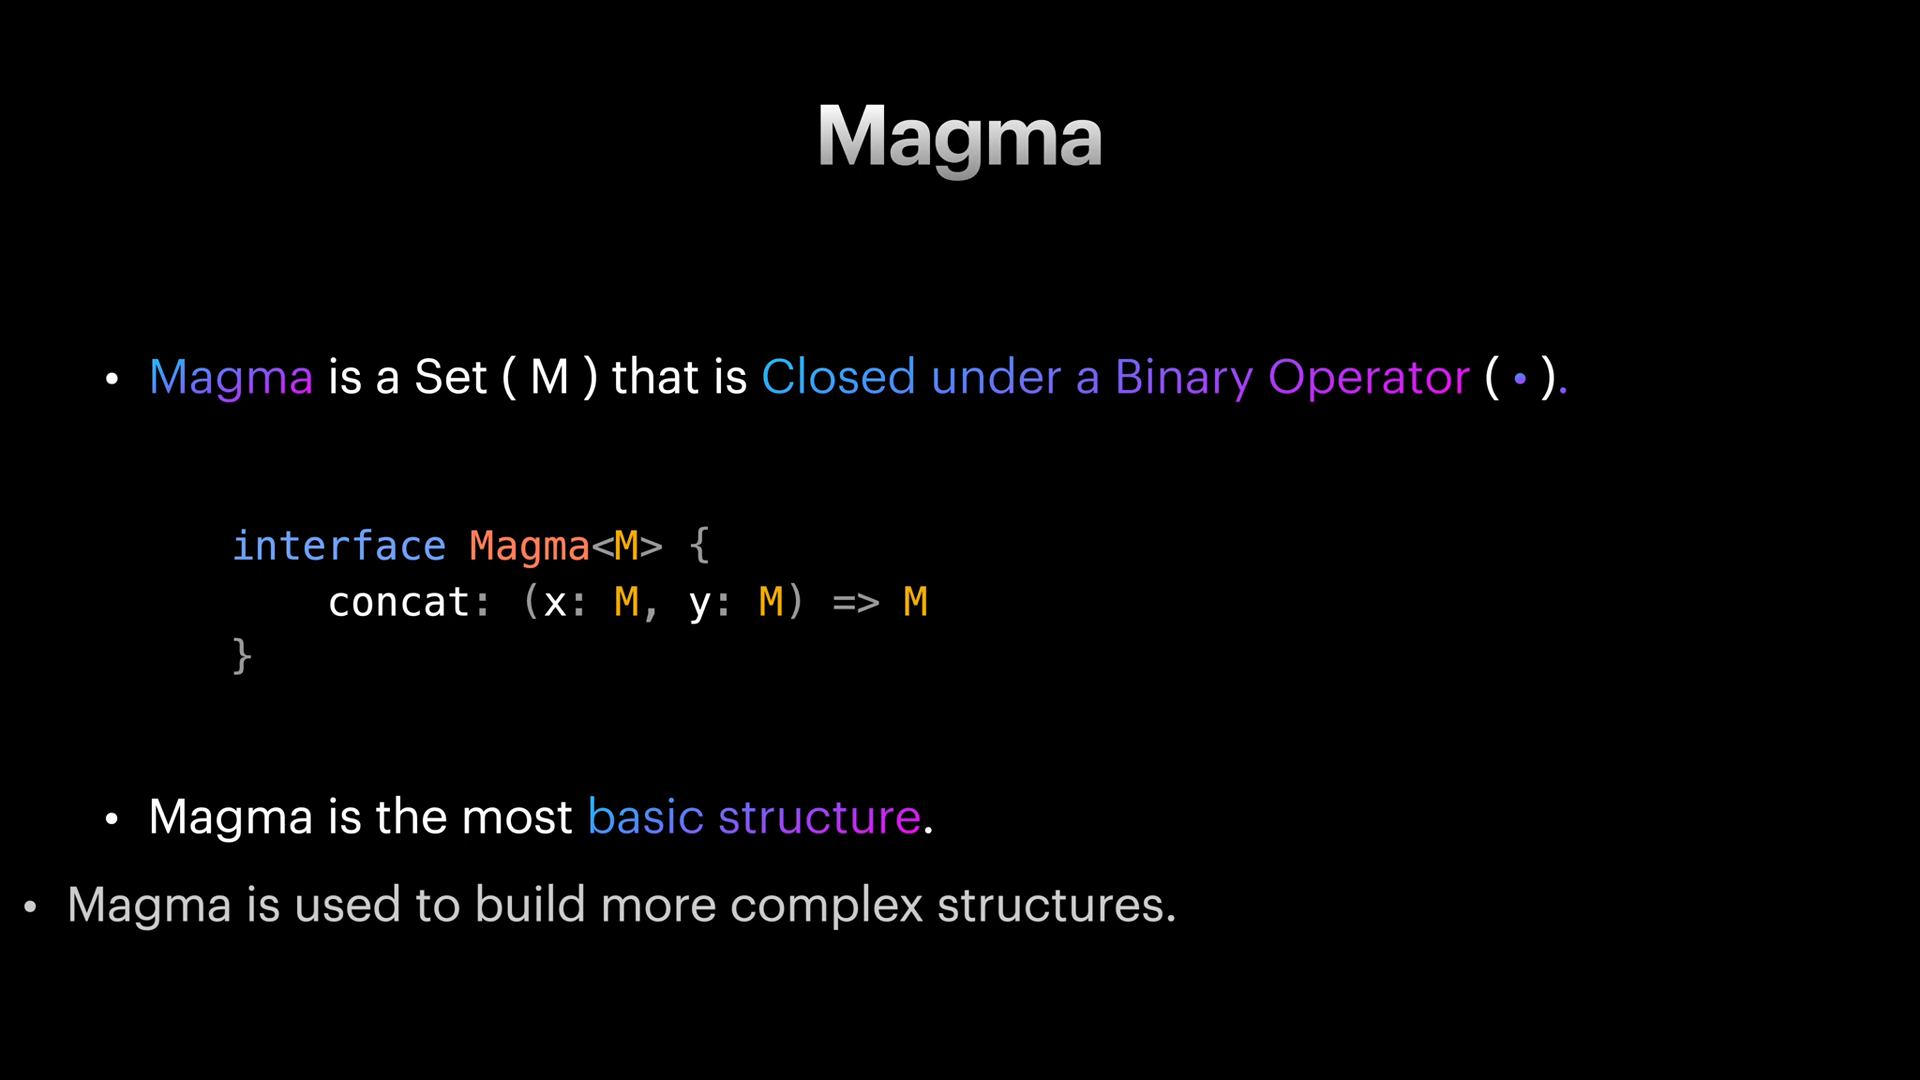 Magma
• Magma is a Set ( M ) that is Closed under a Binary Operator ( • ).
interface Magma<M> {
    concat: (x: M, y: M) => M
}
• Magma is the most basic structure.
• Magma is used to build more complex structures.